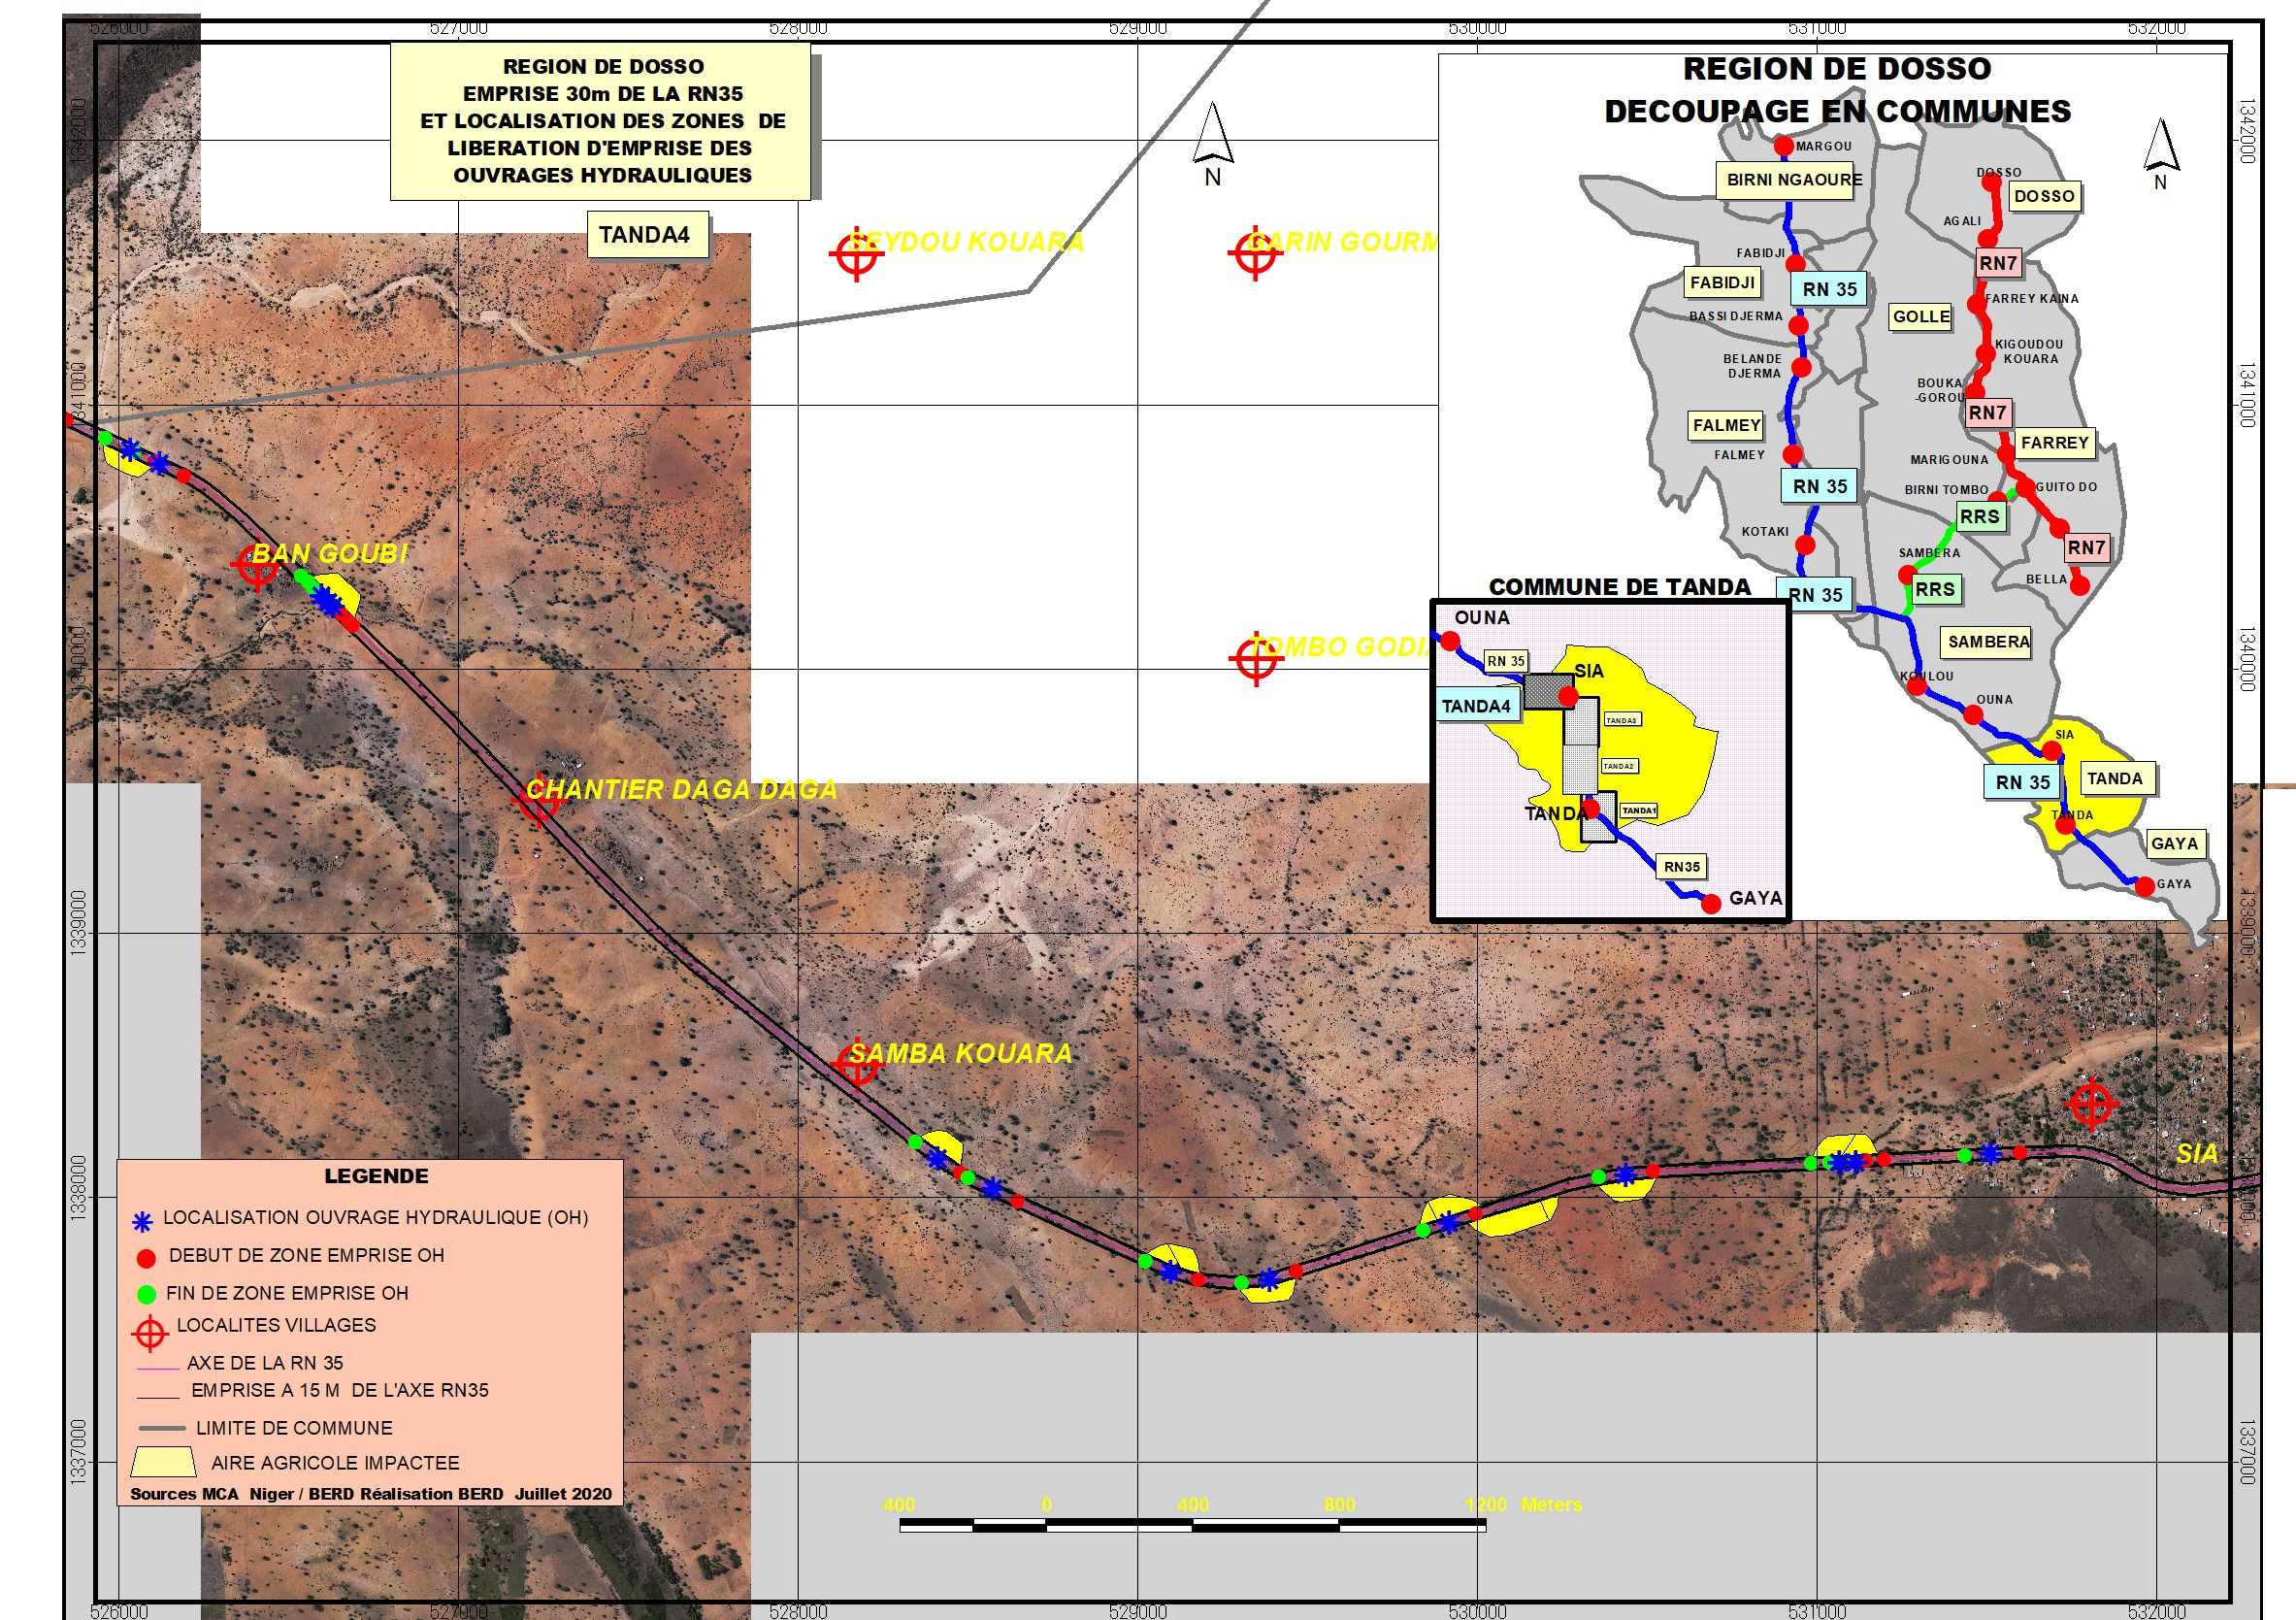 526000 527000 528000 529000 530000 531000 532000
REGION DE DOSSO
EMPRISE 30m DE LA RN35
ET LOCALISATION DES ZONES DE
LIBERATION D'EMPRISE DES
OUVRAGES HYDRAULIQUES
TANDA4
N
SEYDOU KOUARA
GARIN GOURM
TOMBO GODI
BAN GOUBI
CHANTIER DAGA DAGA
SAMBA KOUARA
SIA
REGION DE DOSSO
DECOUPAGE EN COMMUNES
N
MARGOU
BIRNI NGAOURE
DOSSO
DOSSO
AGALI
RN7
FABIDJI
FABIDJI
RN 35
FARREY KAINA
BASSI DJERMA
GOLLE
KIGOUDOU
KOUARA
BELANDE
DJERMA
BOUKA
-GOROU
RN7
FALMEY
FARREY
FALMEY
MARIGOUNA
RN 35
BIRNI TOMBO
GUITO DO
RRS
KOTAKI
RN7
SAMBERA
BELLA
RRS
RN 35
SAMBERA
KOULOU
OUNA
SIA
RN 35
TANDA
TANDA
GAYA
GAYA
COMMUNE DE TANDA
OUNA
RN 35
SIA
TANDA4
TANDA3
TANDA2
TANDA
TANDA1
RN35
GAYA
1342000
1341000
1340000
1339000
1338000
1337000
1342000
1341000
1340000
1339000
1338000
1337000
LEGENDE
LOCALISATION OUVRAGE HYDRAULIQUE (OH)
DEBUT DE ZONE EMPRISE OH
FIN DE ZONE EMPRISE OH
LOCALITES VILLAGES
AXE DE LA RN 35
EMPRISE A 15 M DE L'AXE RN35
LIMITE DE COMMUNE
AIRE AGRICOLE IMPACTEE
Sources MCA Niger / BERD Réalisation BERD Juillet 2020
400 0 400 800 1200 Meters
526000 527000 528000 529000 530000 531000 532000